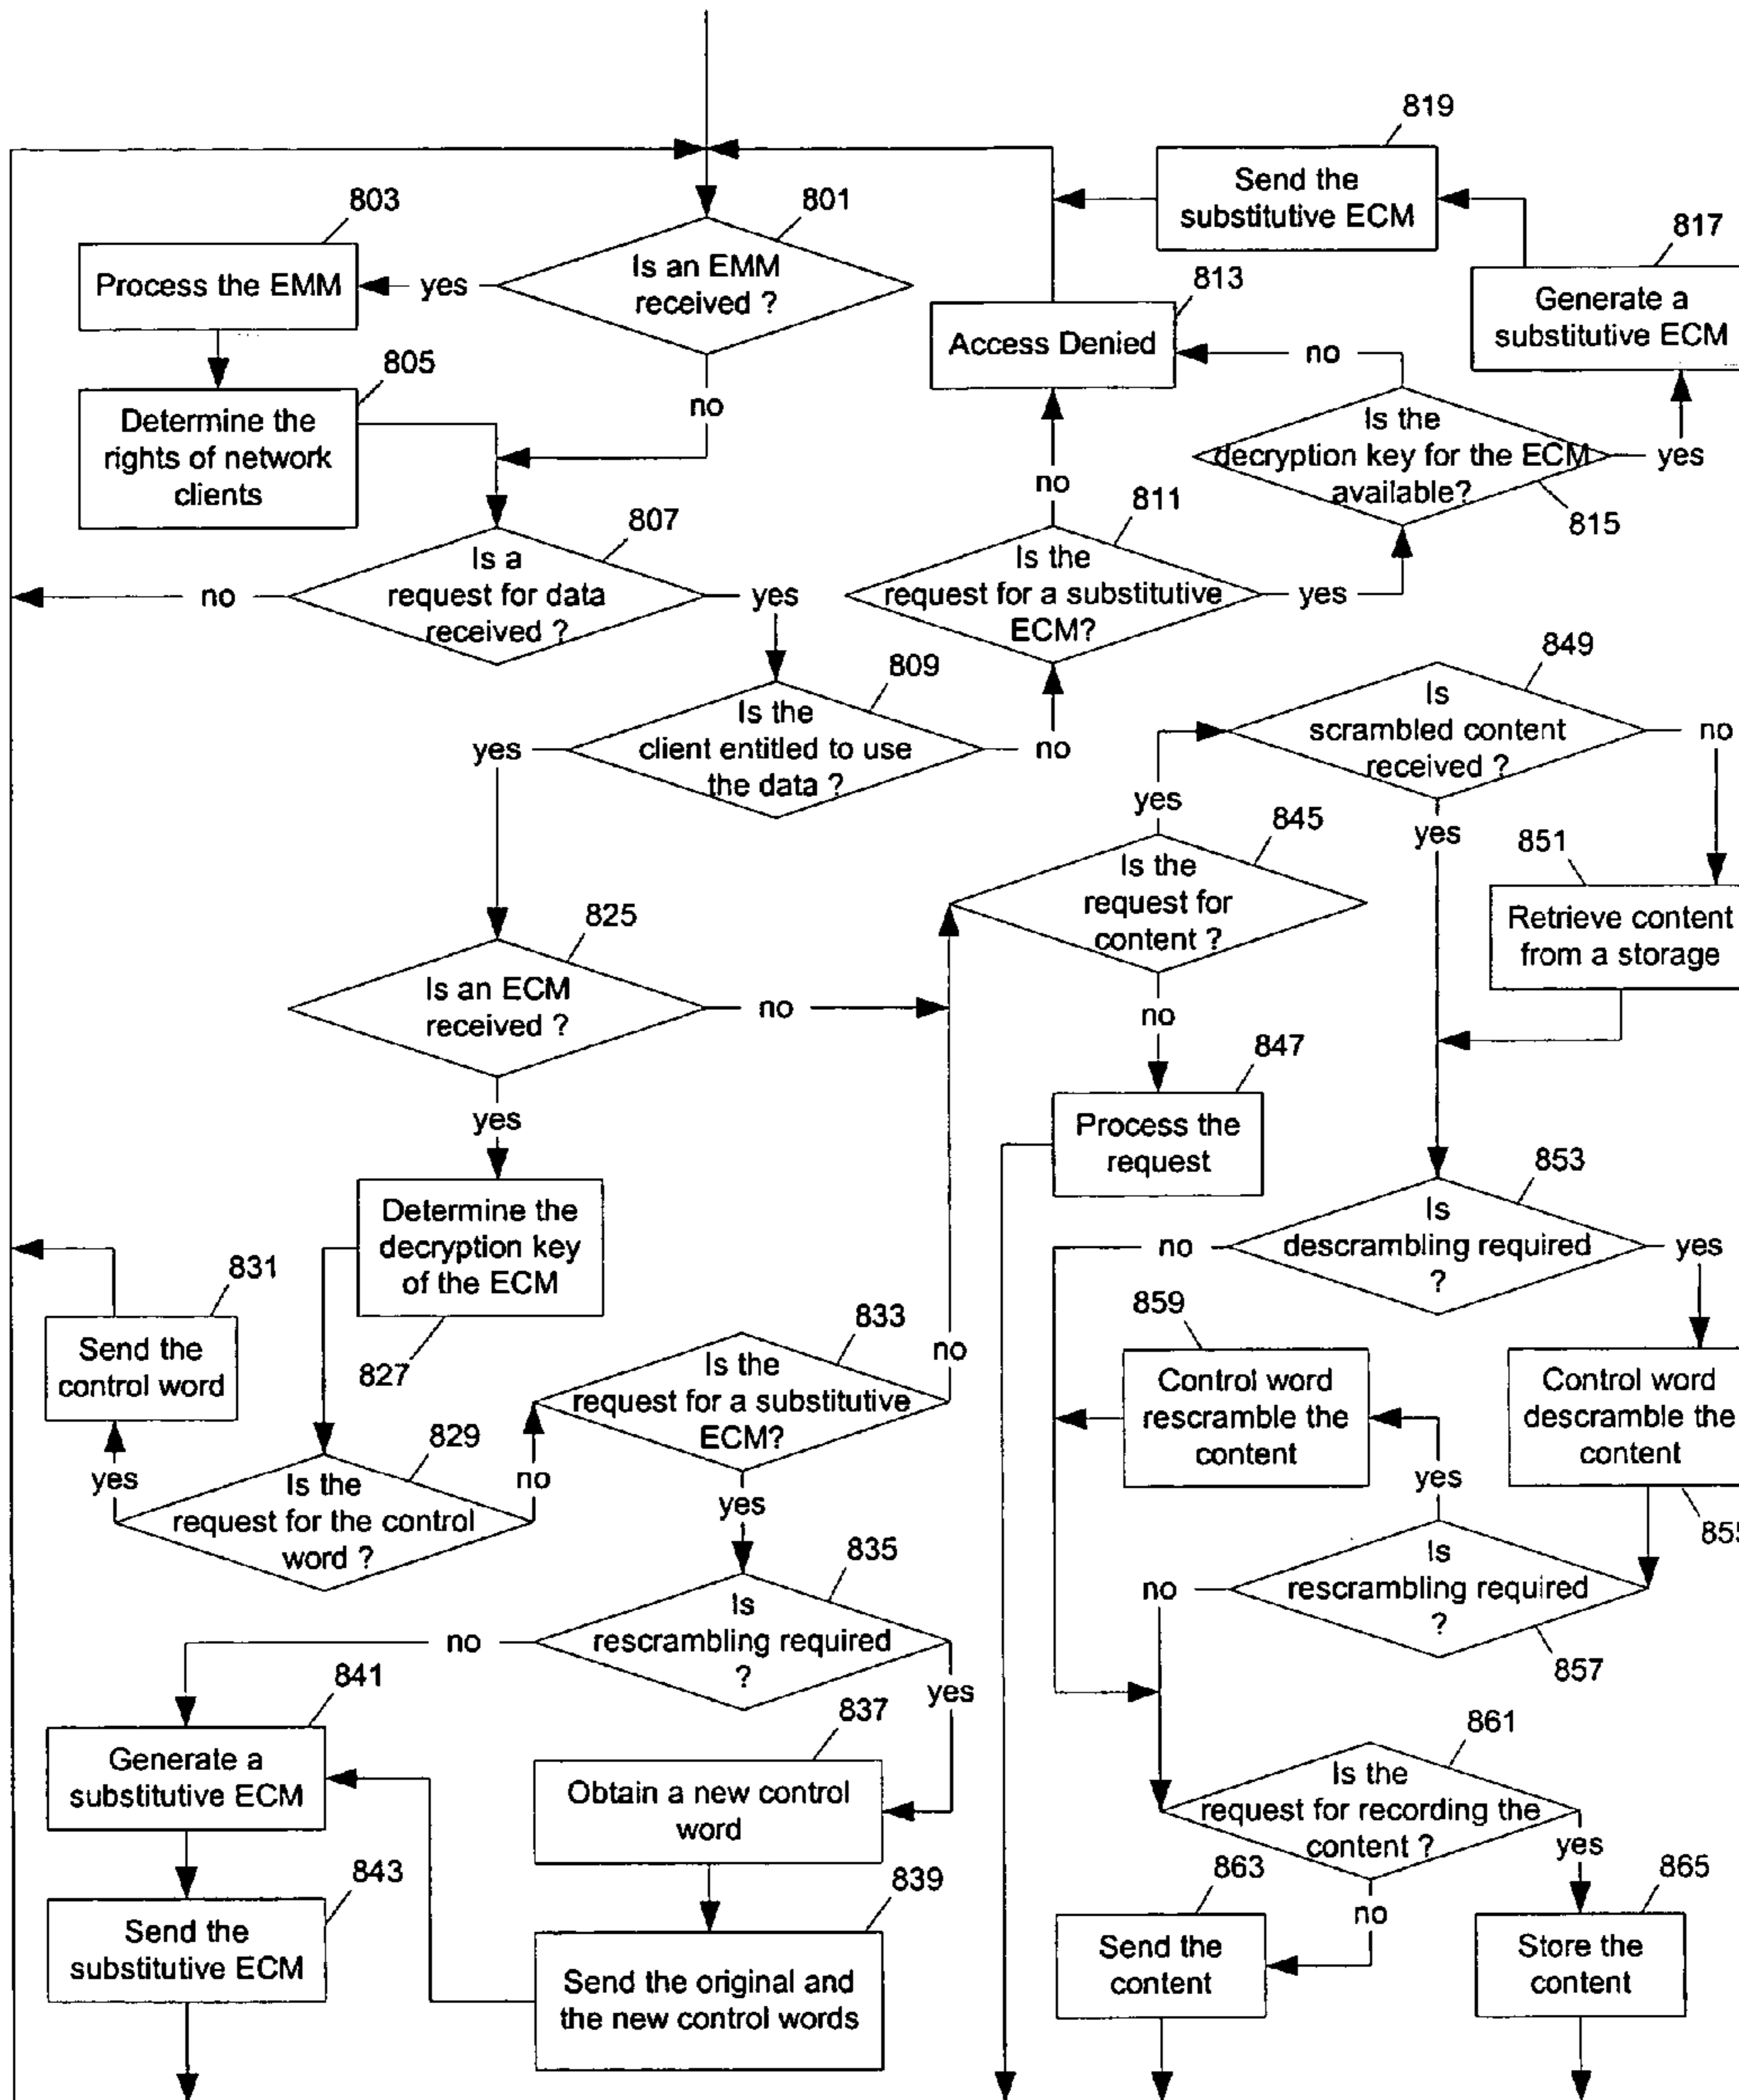 819
Send the
substitutive ECM
803
801
817
Process the EMM
yes
Is an EMM
received ?
813
Generate a
substitutive ECM
Access Denied
no
805
no
Determine the
rights of network
clients
Is the
decryption key for the ECM
available?
yes
815
no
807
811
Is a
request for data
received ?
no
yes
Is the
request for a substitutive
ECM?
yes
849
809
Is
scrambled content
received ?
no
Is the
client entitled to use
the data ?
yes
no
yes
yes
845
851
Is the
request for
content ?
Retrieve content
from a storage
825
Is an ECM
received ?
no
no
847
yes
Process the
request
853
Determine the
decryption key
of the ECM
Is
descrambling required
?
no
yes
831
859
833
Send the
control word
827
Is the
request for a substitutive
ECM?
no
Control word
rescramble the
content
Control word
descramble the
content
829
yes
no
Is the
request for the control
word ?
yes
yes
855
835
Is
rescrambling required
?
no
857
Is
rescrambling required
?
no
yes
841
837
861
Generate a
substitutive ECM
Obtain a new control
word
Is the
request for recording the
content ?
yes
843
839
863
865
no
Send the
substitutive ECM
Send the original and
the new control words
Send the
content
Store the
content